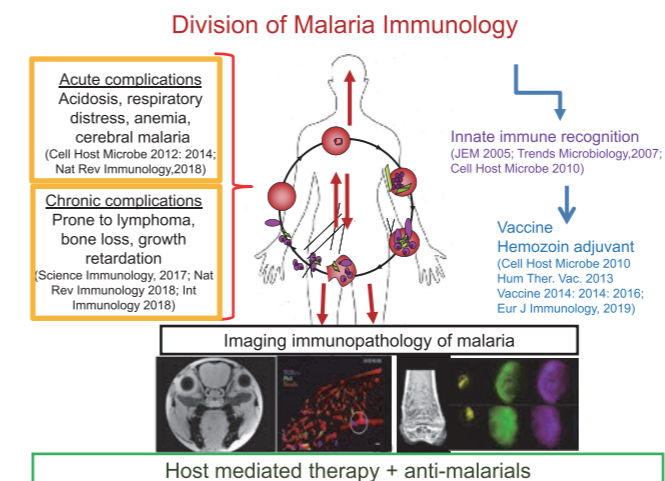 Division of Malaria Immunology
Acute complications
Acidosis, respiratory
distress, anemia,
cerebral malaria
(Cell Host Microbe 2012: 2014;
Nat Rev Immunology,2018)
Chronic complications
Prone to lymphoma,
bone loss, growth
retardation
(Science Immunology, 2017; Nat
Rev Immunology 2018; Int
Immunology 2018)
Innate immune recognition
(JEM 2005; Trends Microbiology,2007;
Cell Host Microbe 2010)
Vaccine
Hemozoin adjuvant
(Cell Host Microbe 2010
Hum Ther. Vac. 2013
Vaccine 2014: 2014: 2016;
Eur J Immunology, 2019)
Imaging immunopathology of malaria
Host mediated therapy + anti-malarials